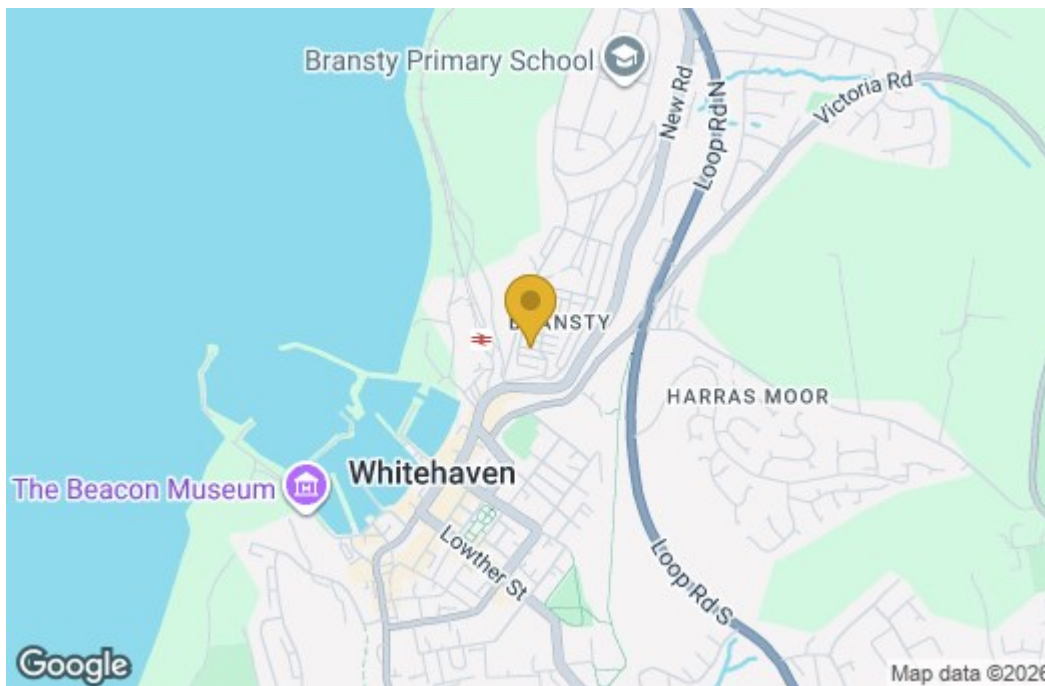 Bransty Primary School
New Rd
Loop Rd N
Victoria Rd
BRANSTY
HARRAS MOOR
Whitehaven
The Beacon Museum
Lowther St
Loop Rd S
Google
Map data ©2026